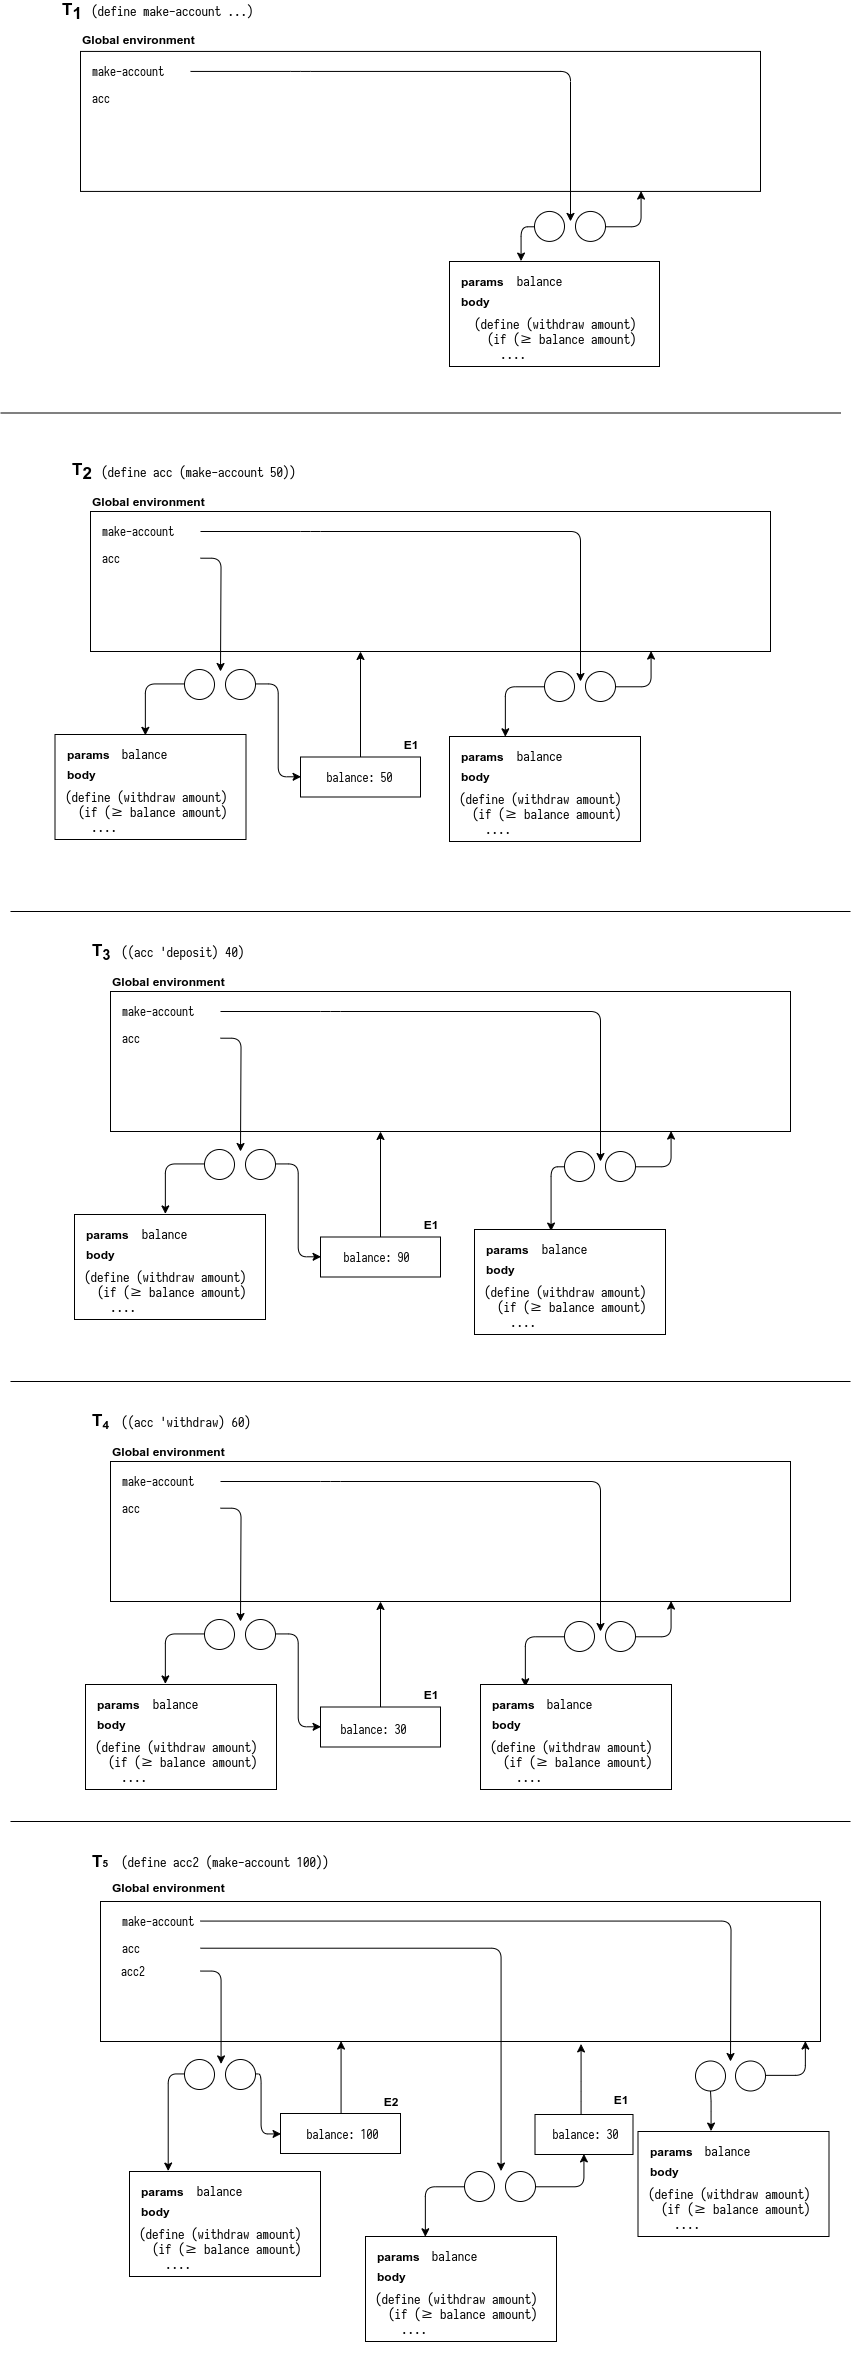 T1 (define make-account ...)
Global environment
make-account
acc
params balance
body
(define (withdraw amount)
(if (≥ balance amount)
....
T2 (define acc (make-account 50))
Global environment
make-account
acc
E1
params balance
body
(define (withdraw amount)
(if (≥ balance amount)
....
balance: 50
params balance
body
(define (withdraw amount)
(if (≥ balance amount)
....
T3 ((acc 'deposit) 40)
Global environment
make-account
acc
E1
params balance
body
(define (withdraw amount)
(if (≥ balance amount)
....
balance: 90
params balance
body
(define (withdraw amount)
(if (≥ balance amount)
....
T4 ((acc 'withdraw) 60)
Global environment
make-account
acc
E1
params balance
body
(define (withdraw amount)
(if (≥ balance amount)
....
balance: 30
params balance
body
(define (withdraw amount)
(if (≥ balance amount)
....
T5 (define acc2 (make-account 100))
Global environment
make-account
acc
acc2
E2
balance: 100
E1
balance: 30
params balance
body
(define (withdraw amount)
(if (≥ balance amount)
....
params balance
body
(define (withdraw amount)
(if (≥ balance amount)
....
params balance
body
(define (withdraw amount)
(if (≥ balance amount)
....